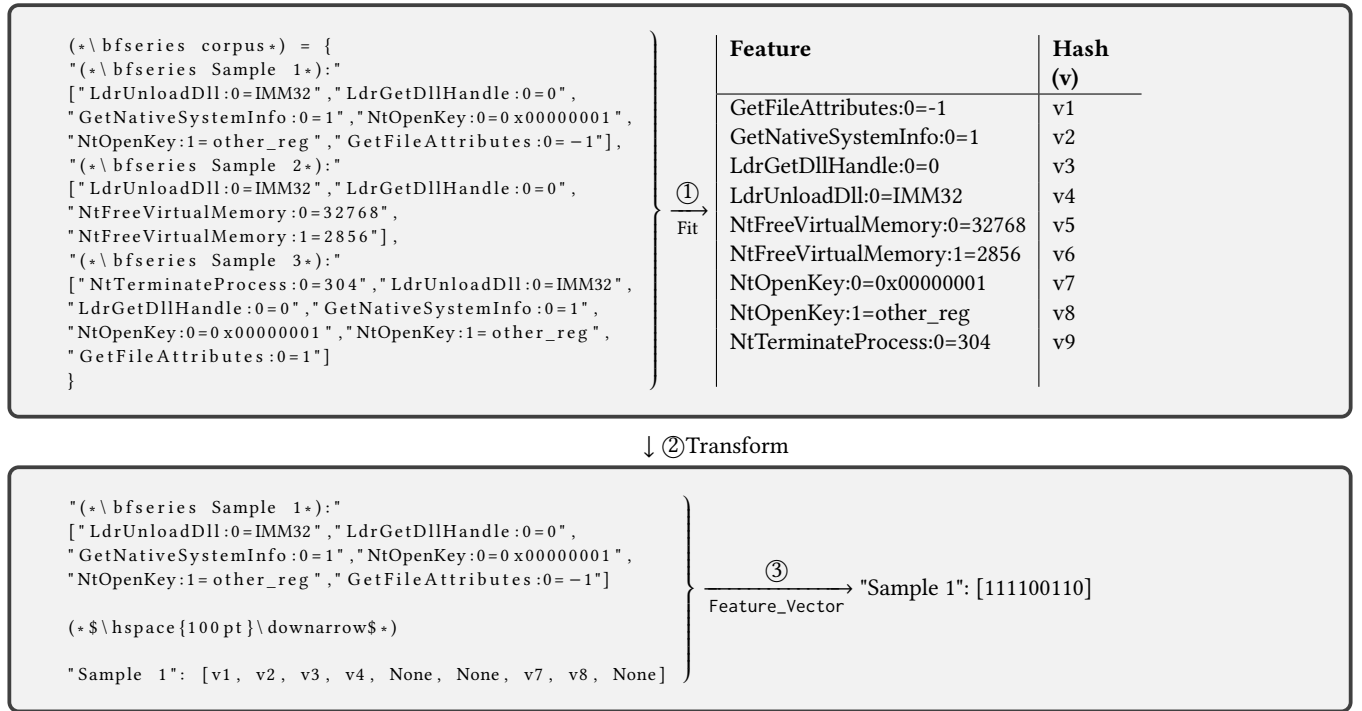 (*\bfseries corpus*) = {
"(*\bfseries Sample 1*):"
["LdrUnloadDll:0=IMM32","LdrGetDllHandle:0=0",
"GetNativeSystemInfo:0=1","NtOpenKey:0=0x00000001",
"NtOpenKey:1=other_reg","GetFileAttributes:0=−1"],
"(*\bfseries Sample 2*):"
["LdrUnloadDll:0=IMM32","LdrGetDllHandle:0=0",
"NtFreeVirtualMemory:0=32768",
"NtFreeVirtualMemory:1=2856"],
"(*\bfseries Sample 3*):"
["NtTerminateProcess:0=304","LdrUnloadDll:0=IMM32",
"LdrGetDllHandle:0=0","GetNativeSystemInfo:0=1",
"NtOpenKey:0=0x00000001","NtOpenKey:1=other_reg",
"GetFileAttributes:0=1"]
}
①
Fit
Feature Hash
(v)
GetFileAttributes:0=-1 v1
GetNativeSystemInfo:0=1 v2
LdrGetDllHandle:0=0 v3
LdrUnloadDll:0=IMM32 v4
NtFreeVirtualMemory:0=32768 v5
NtFreeVirtualMemory:1=2856 v6
NtOpenKey:0=0x00000001 v7
NtOpenKey:1=other_reg v8
NtTerminateProcess:0=304 v9
↓ ②Transform
"(*\bfseries Sample 1*):"
["LdrUnloadDll:0=IMM32","LdrGetDllHandle:0=0",
"GetNativeSystemInfo:0=1","NtOpenKey:0=0x00000001",
"NtOpenKey:1=other_reg","GetFileAttributes:0=−1"]
(*$\hspace{100pt}\downarrow$*)
"Sample 1": [v1, v2, v3, v4, None, None, v7, v8, None]
③
Feature_Vector
"Sample 1": [111100110]